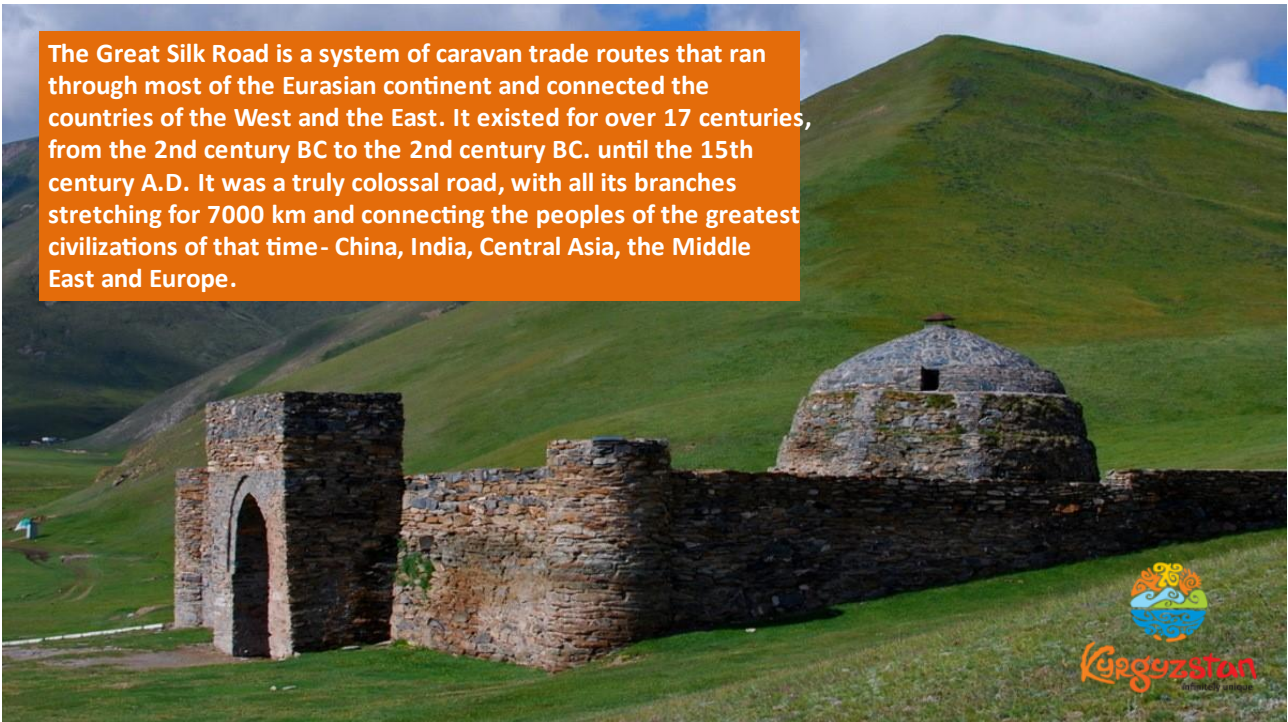 The Great Silk Road is a system of caravan trade routes that ran
through most of the Eurasian continent and connected the
countries of the West and the East. It existed for over 17 centuries,
from the 2nd century BC to the 2nd century BC. until the 15th
century A.D. It was a truly colossal road, with all its branches
stretching for 7000 km and connecting the peoples of the greatest
civilizations of that time- China, India, Central Asia, the Middle
East and Europe.
Kyrgyzstan
infinitely unique